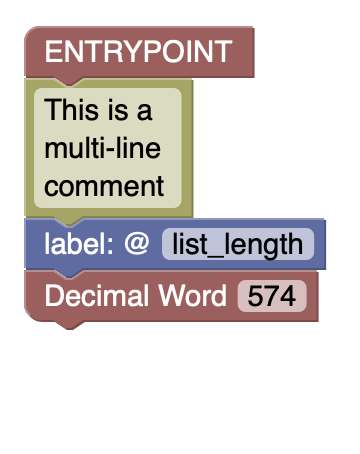 ENTRYPOINT
This is a
multi-line
comment
label: @ list_length
Decimal Word 574